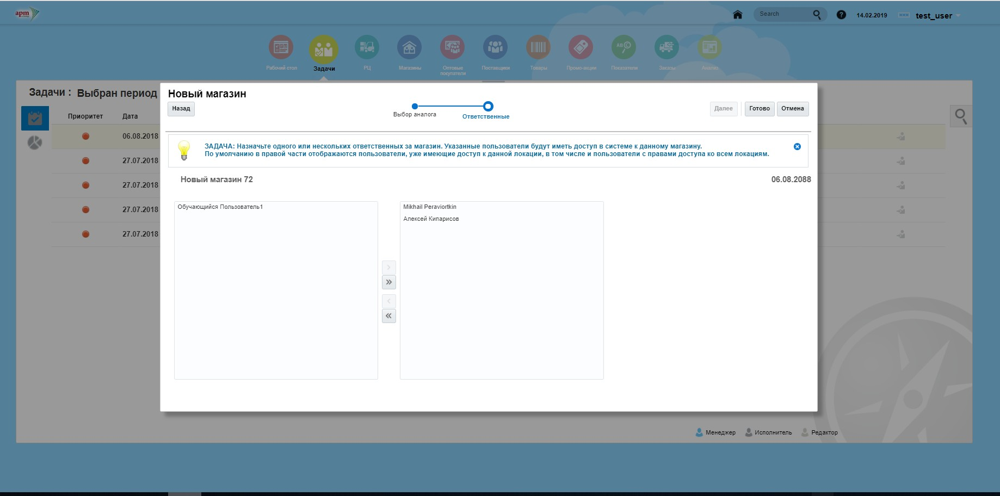 арт
Search
14.02.2019
test_user
Рабочий стол
Задачи
РЦ
Магазины
Оптовые
покупатели
Поставщики
Товары
Промо-акции
Показатели
Заказы
Анализ
Задачи : Выбран период
Новый магазин
Назад
Выбор аналога
Ответственные
Далее
Готово
Отмена
Приоритет
Дата
06.08.2018
27.07.2018
27.07.2018
27.07.2018
27.07.2018
ЗАДАЧА: Назначьте одного или нескольких ответственных за магазин. Указанные пользователи будут иметь доступ в системе к данному магазину.
По умолчанию в правой части отображаются пользователи, уже имеющие доступ к данной локации, в том числе и пользователи с правами доступа ко всем локациям.
Новый магазин 72
06.08.2088
Обучающийся Пользователь1
Mikhail Peraviortkin
Алексей Кипарисов
Менеджер
Исполнитель
Редактор